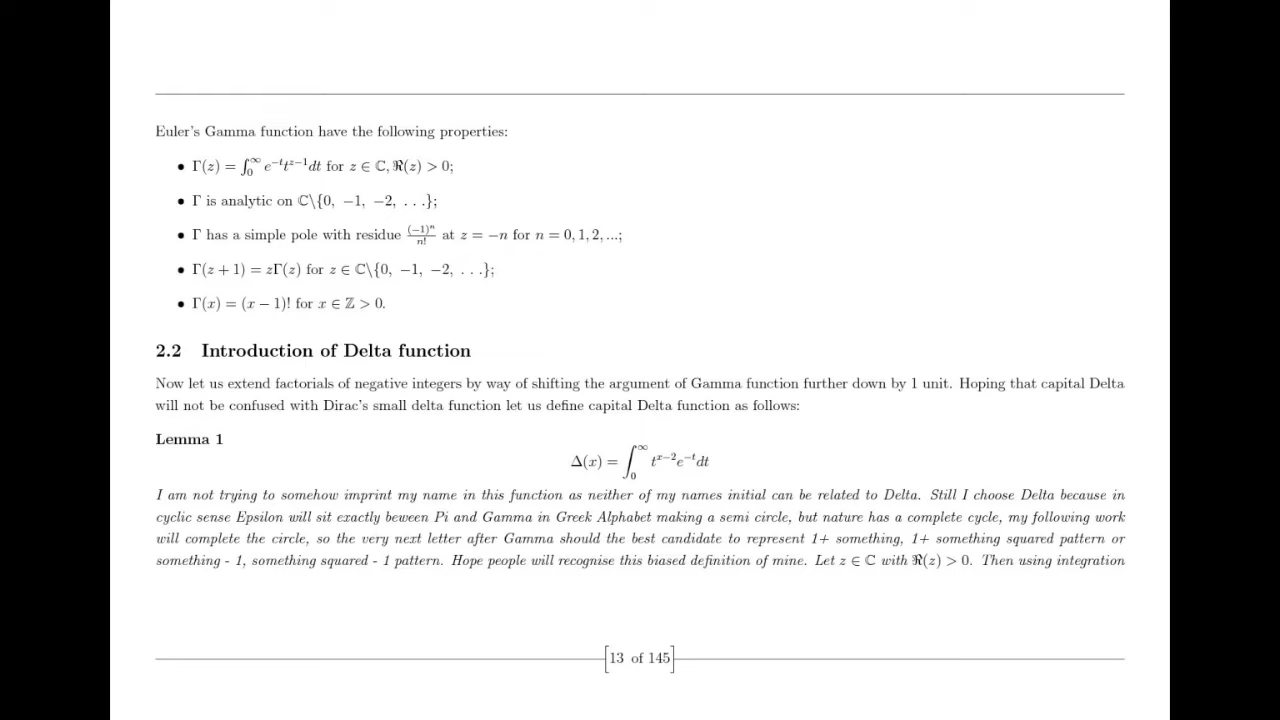 Euler's Gamma function have the following properties:
• Γ(z) = ∫₀^∞ e^{−t}t^{z−1}dt for z ∈ ℂ, ℜ(z) > 0;
• Γ is analytic on ℂ\{0, −1, −2, . . .};
• Γ has a simple pole with residue (−1)^n/n! at z = −n for n = 0, 1, 2, ...;
• Γ(z + 1) = zΓ(z) for z ∈ ℂ\{0, −1, −2, . . .};
• Γ(x) = (x − 1)! for x ∈ ℤ > 0.
2.2 Introduction of Delta function
Now let us extend factorials of negative integers by way of shifting the argument of Gamma function further down by 1 unit. Hoping that capital Delta
will not be confused with Dirac's small delta function let us define capital Delta function as follows:
Lemma 1
Δ(x) = ∫₀^∞ t^{x−2}e^{−t}dt
I am not trying to somehow imprint my name in this function as neither of my names initial can be related to Delta. Still I choose Delta because in
cyclic sense Epsilon will sit exactly beween Pi and Gamma in Greek Alphabet making a semi circle, but nature has a complete cycle, my following work
will complete the circle, so the very next letter after Gamma should the best candidate to represent 1+ something, 1+ something squared pattern or
something - 1, something squared - 1 pattern. Hope people will recognise this biased definition of mine. Let z ∈ ℂ with ℜ(z) > 0. Then using integration
[13 of 145]